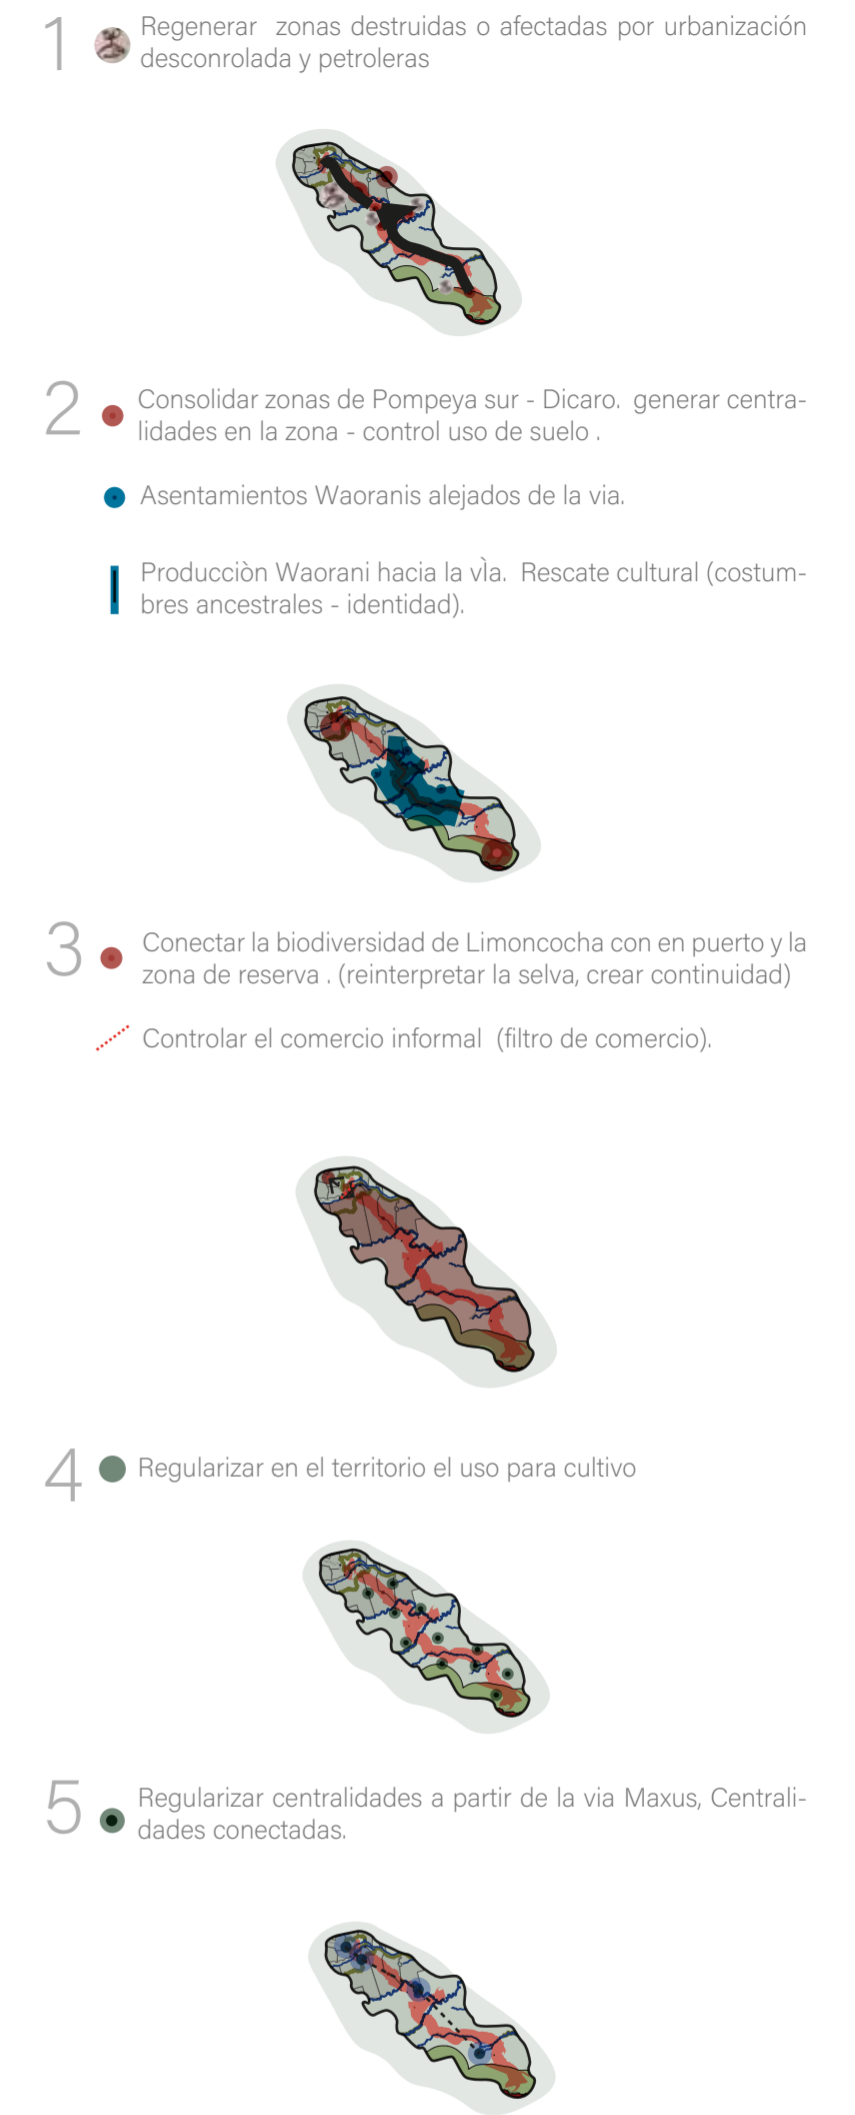 1
Regenerar zonas destruidas o afectadas por urbanización
desconrolada y petroleras
2
Consolidar zonas de Pompeya sur - Dicaro. generar centra-
lidades en la zona - control uso de suelo .
Asentamientos Waoranis alejados de la via.
Producciòn Waorani hacia la vÌa. Rescate cultural (costum-
bres ancestrales - identidad).
3
Conectar la biodiversidad de Limoncocha con en puerto y la
zona de reserva . (reinterpretar la selva, crear continuidad)
Controlar el comercio informal (filtro de comercio).
4
Regularizar en el territorio el uso para cultivo
5
Regularizar centralidades a partir de la via Maxus, Centrali-
dades conectadas.